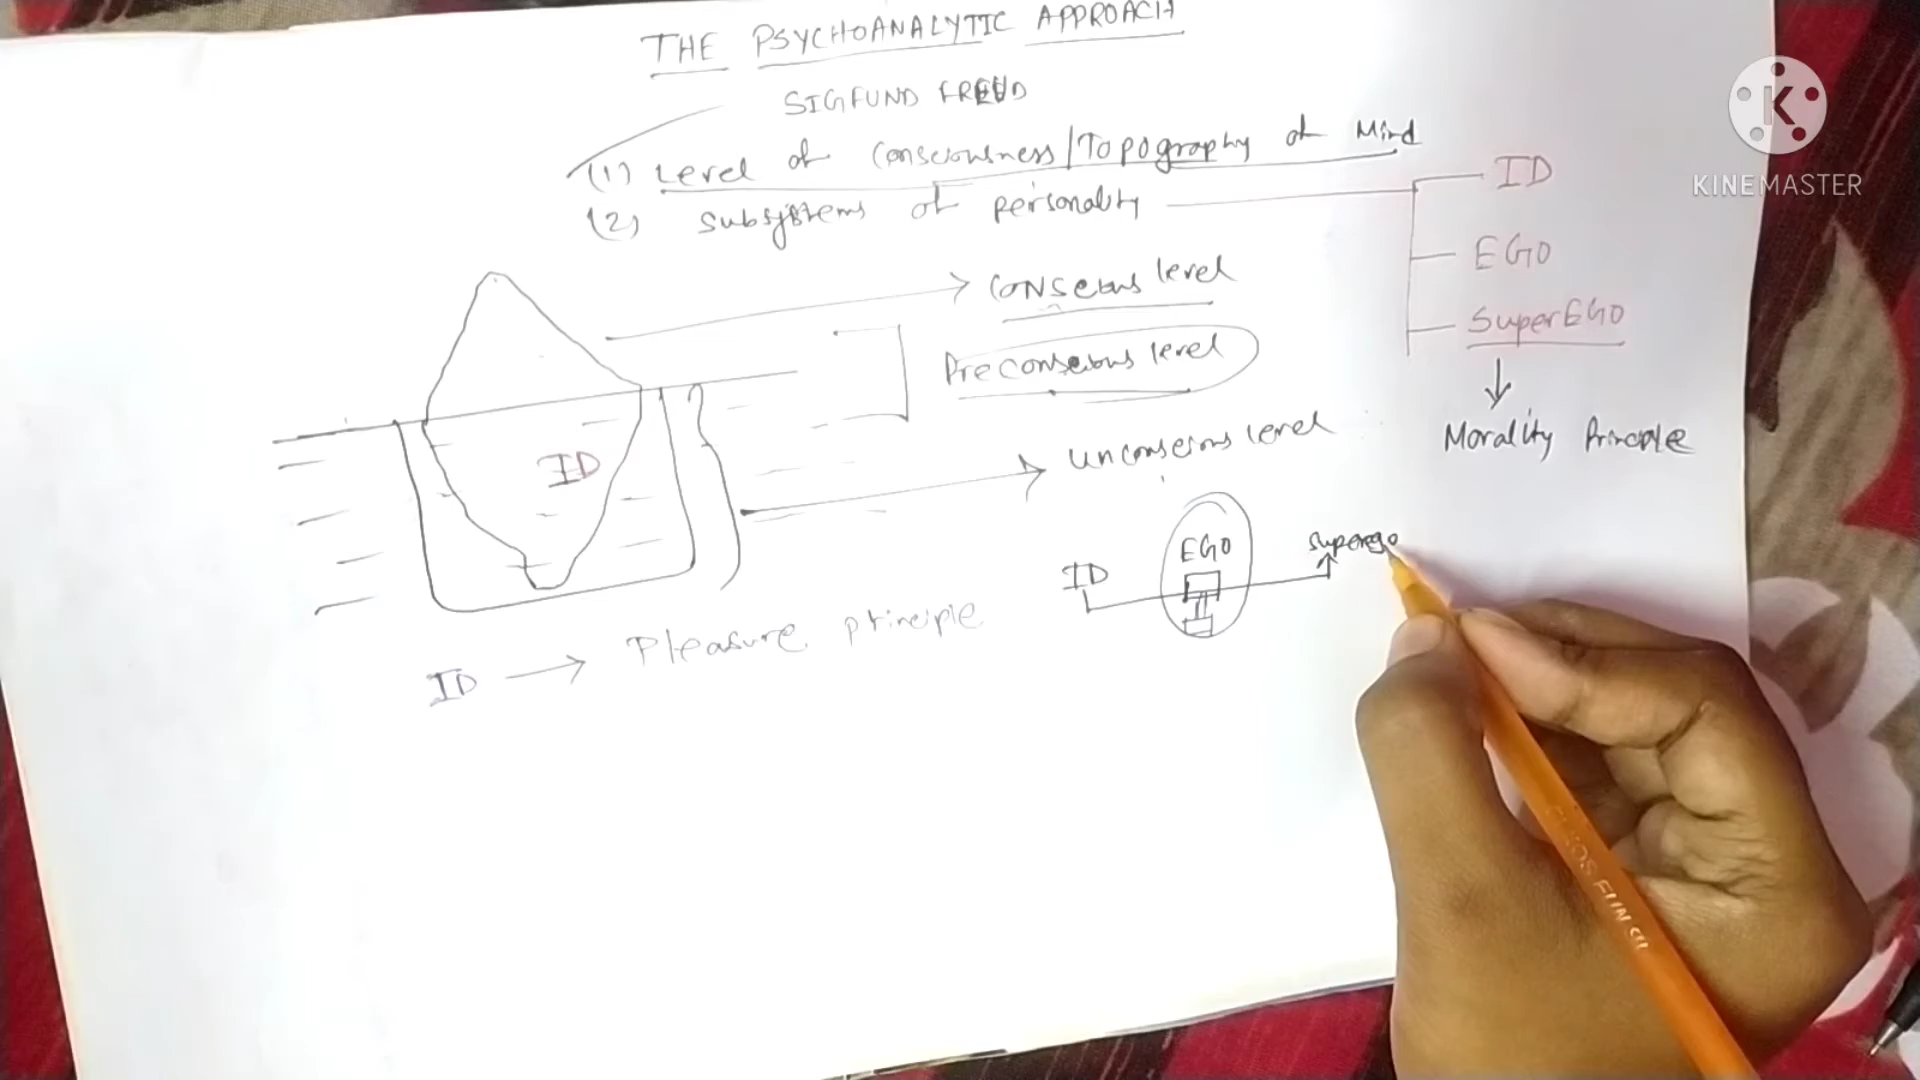 THE PSYCHOANALYTIC APPROACH
SIGFUND FREUD
(1) Level of Consciousness/Topography of Mind
(2) Subsystems of personality
ID
EGO
SuperEGO
Morality Principle
Conscious level
Preconscious level
Unconscious level
ID
ID
EGO
Superego
ID → Pleasure principle
K
KINEMASTER